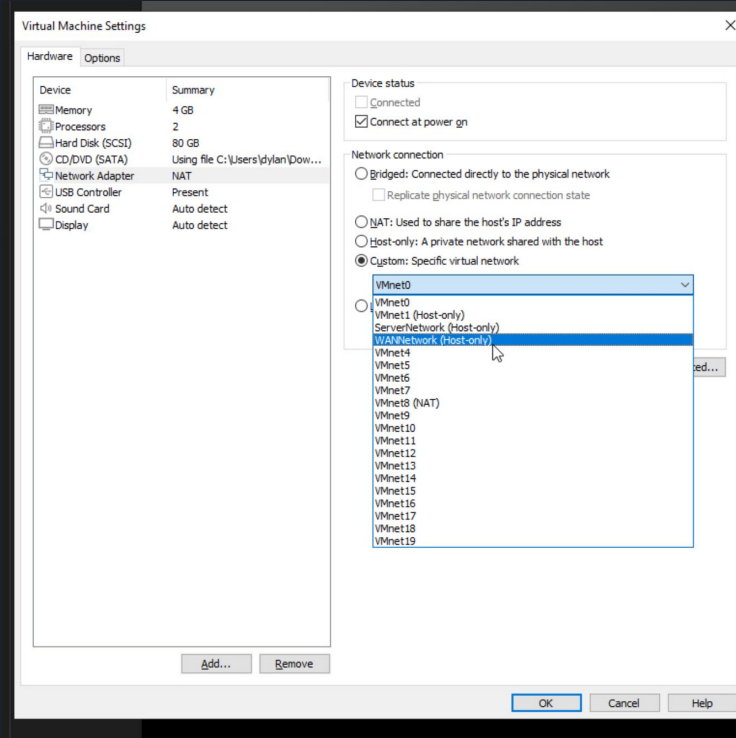 Virtual Machine Settings
Hardware Options
Device Summary
Memory 4 GB
Processors 2
Hard Disk (SCSI) 80 GB
CD/DVD (SATA) Using file C:\Users\dylan\Dow...
Network Adapter NAT
USB Controller Present
Sound Card Auto detect
Display Auto detect
Add... Remove
Device status
Connected
Connect at power on
Network connection
Bridged: Connected directly to the physical network
Replicate physical network connection state
NAT: Used to share the host's IP address
Host-only: A private network shared with the host
Custom: Specific virtual network
VMnet0
VMnet0
VMnet1 (Host-only)
ServerNetwork (Host-only)
WANNetwork (Host-only)
VMnet4
VMnet5
VMnet6
VMnet7
VMnet8 (NAT)
VMnet9
VMnet10
VMnet11
VMnet12
VMnet13
VMnet14
VMnet15
VMnet16
VMnet17
VMnet18
VMnet19
OK Cancel Help